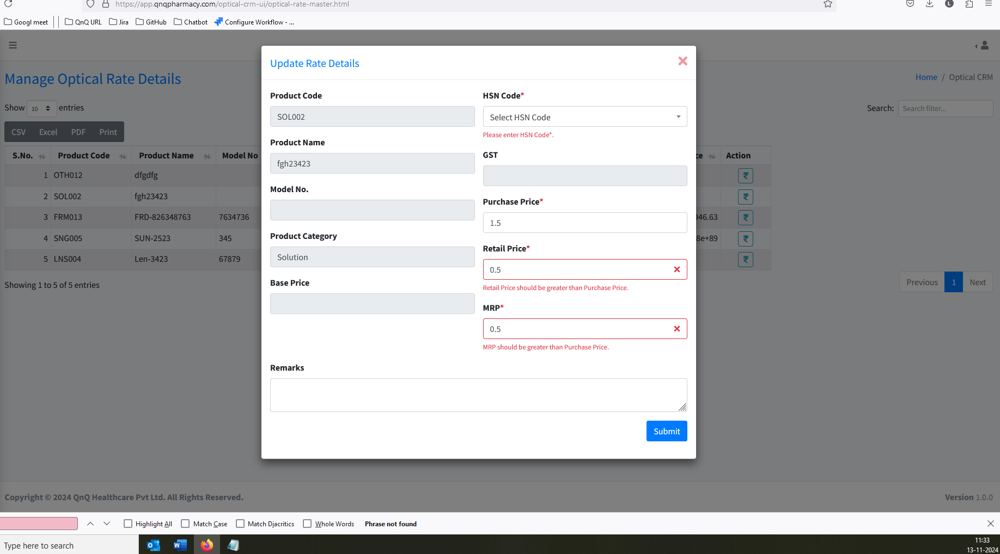 https://app.qnqpharmacy.com/optical-crm-ui/optical-rate-master.html
L
Googl meet
QnQ URL
Jira
GitHub
Chatbot
Configure Workflow - ...
Manage Optical Rate Details
Home / Optical CRM
Show 10 entries
Search: Search filter...
CSV Excel PDF Print
S.No. Product Code Product Name Model No ce Action
1 OTH012 dfgdfg
2 SOL002 fgh23423
3 FRM013 FRD-826348763 7634736 946.63
4 SNG005 SUN-2523 345 8e+89
5 LNS004 Len-3423 67879
Showing 1 to 5 of 5 entries
Previous 1 Next
Update Rate Details
Product Code
SOL002
Product Name
fgh23423
Model No.
Product Category
Solution
Base Price
HSN Code*
Select HSN Code
Please enter HSN Code*.
GST
Purchase Price*
1.5
Retail Price*
0.5
Retail Price should be greater than Purchase Price.
MRP*
0.5
MRP should be greater than Purchase Price.
Remarks
Submit
Copyright © 2024 QnQ Healthcare Pvt Ltd. All Rights Reserved.
Version 1.0.0
Highlight All Match Case Match Diacritics Whole Words Phrase not found
Type here to search
11:33
13-11-2024